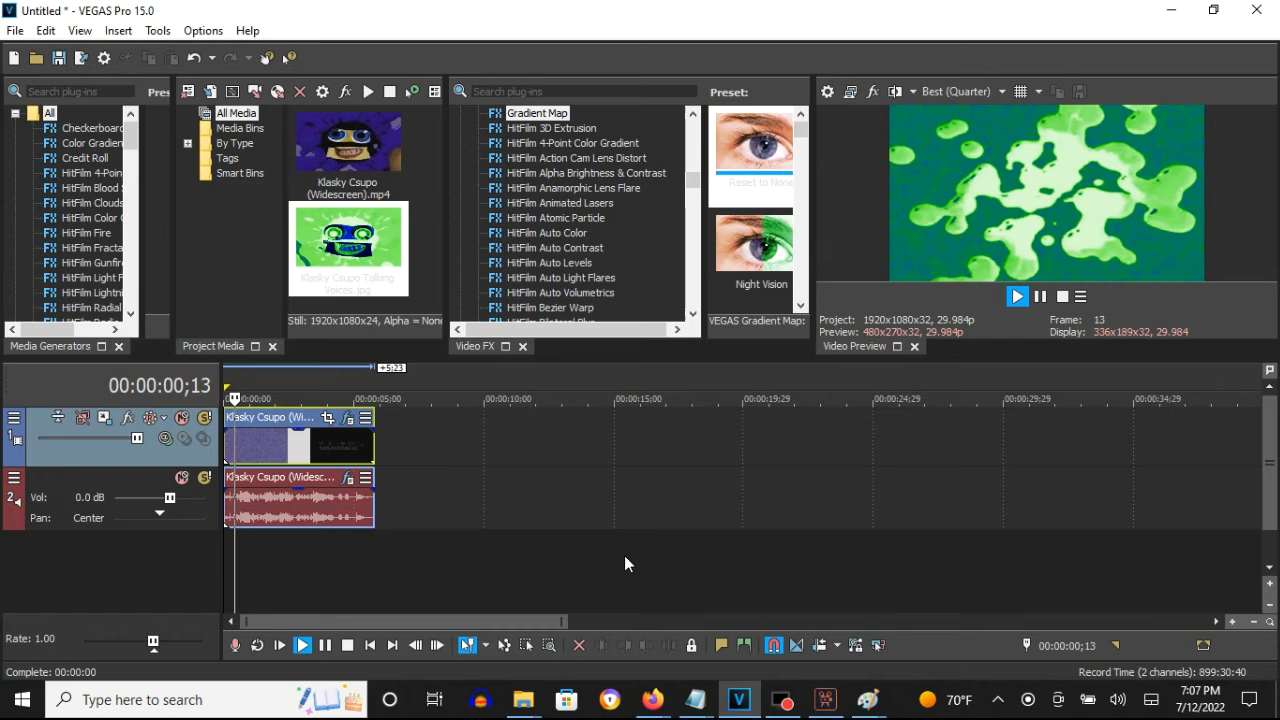 Untitled * - VEGAS Pro 15.0
File Edit View Insert Tools Options Help
Search plug-ins
Pres
All
Checkerboard
Color Gradien
Credit Roll
HitFilm 4-Poin
HitFilm Blood
HitFilm Clouds
HitFilm Color
HitFilm Fire
HitFilm Fracta
HitFilm Gunfir
HitFilm Light F
HitFilm Lightni
HitFilm Radial
Media Generators
All Media
Media Bins
By Type
Tags
Smart Bins
Klasky Csupo
(Widescreen).mp4
Klasky Csupo Talking
Voices.jpg
Still: 1920x1080x24, Alpha = None
Project Media
Search plug-ins
Preset:
Gradient Map
HitFilm 3D Extrusion
HitFilm 4-Point Color Gradient
HitFilm Action Cam Lens Distort
HitFilm Alpha Brightness & Contrast
HitFilm Anamorphic Lens Flare
HitFilm Animated Lasers
HitFilm Atomic Particle
HitFilm Auto Color
HitFilm Auto Contrast
HitFilm Auto Levels
HitFilm Auto Light Flares
HitFilm Auto Volumetrics
HitFilm Bezier Warp
Reset to None
Night Vision
VEGAS Gradient Map:
Video FX
Best (Quarter)
Project: 1920x1080x32, 29.984p
Preview: 480x270x32, 29.984p
Frame: 13
Display: 336x189x32, 29.984
Video Preview
+5;23
00:00:00;13
00:00:05;00
00:00:10;00
00:00:15;00
00:00:19;29
00:00:24;29
00:00:29;29
00:00:34;29
1
Klasky Csupo (Wi...
2
Vol: 0.0 dB
Pan: Center
Klasky Csupo (Widesc...
Rate: 1.00
00:00:00;13
Complete: 00:00:00
Record Time (2 channels): 899:30:40
Type here to search
70°F
7:07 PM
7/12/2022